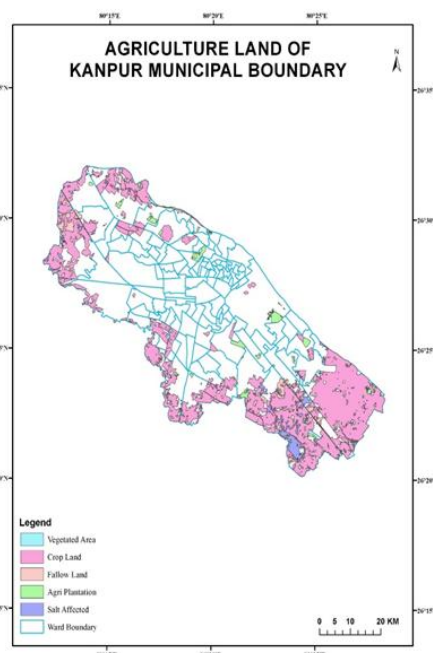 80°15'E 80°20'E 80°25'E
AGRICULTURE LAND OF
KANPUR MUNICIPAL BOUNDARY
N
26°35'
26°30'
26°25'
26°20'
26°15'
Legend
Vegetated Area
Crop Land
Fallow Land
Agri Plantation
Salt Affected
Ward Boundary
0 5 10 20 KM